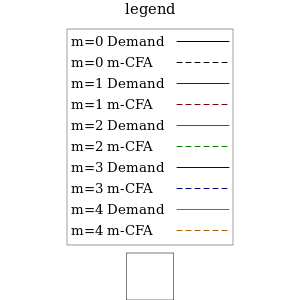 legend
m=0 Demand
m=0 m-CFA
m=1 Demand
m=1 m-CFA
m=2 Demand
m=2 m-CFA
m=3 Demand
m=3 m-CFA
m=4 Demand
m=4 m-CFA